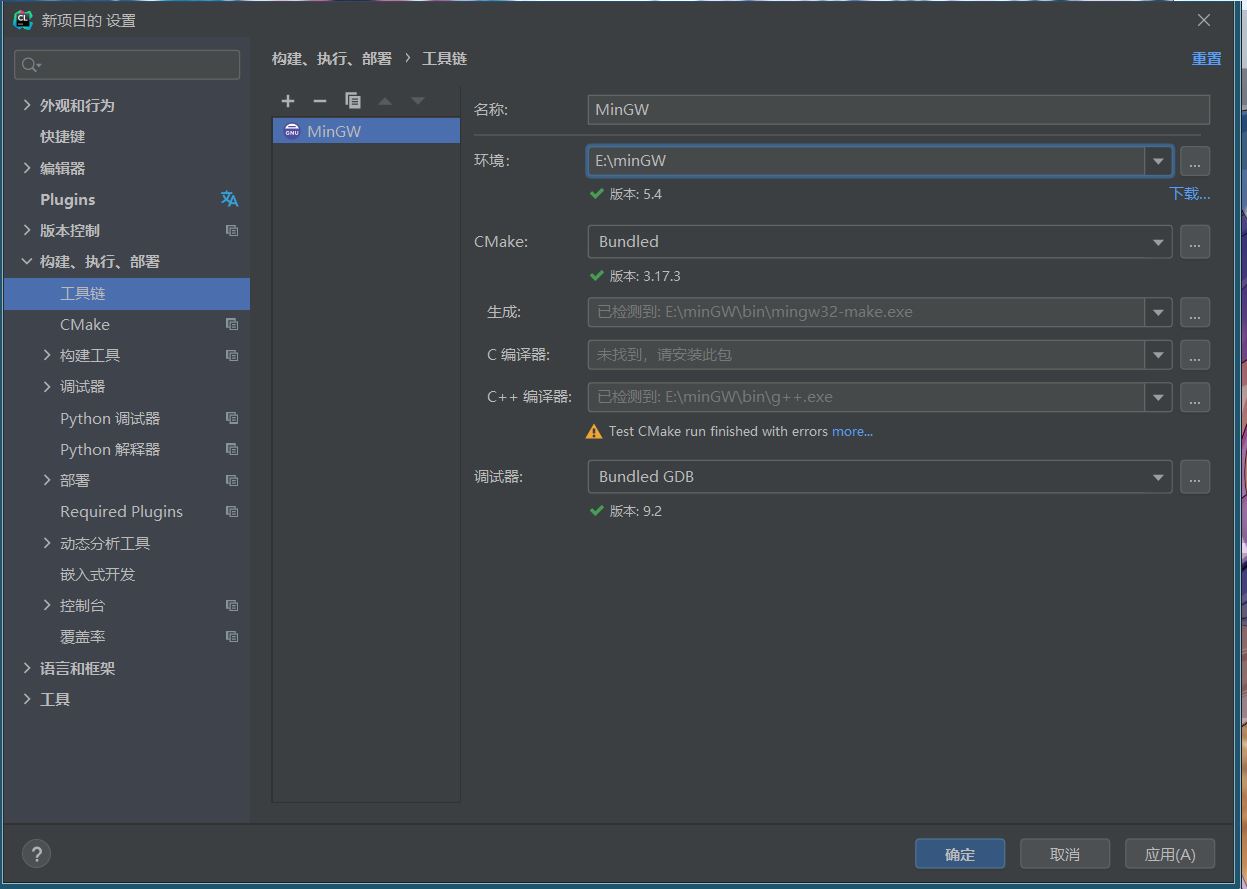 新项目的 设置
构建、执行、部署 › 工具链
重置
外观和行为
快捷键
编辑器
Plugins
版本控制
构建、执行、部署
工具链
CMake
构建工具
调试器
Python 调试器
Python 解释器
部署
Required Plugins
动态分析工具
嵌入式开发
控制台
覆盖率
语言和框架
工具
MinGW
名称: MinGW
环境: E:\minGW ...
版本: 5.4 下载...
CMake: Bundled ...
版本: 3.17.3
生成: 已检测到: E:\minGW\bin\mingw32-make.exe ...
C 编译器: 未找到，请安装此包 ...
C++ 编译器: 已检测到: E:\minGW\bin\g++.exe ...
Test CMake run finished with errors more...
调试器: Bundled GDB ...
版本: 9.2
? 确定 取消 应用(A)